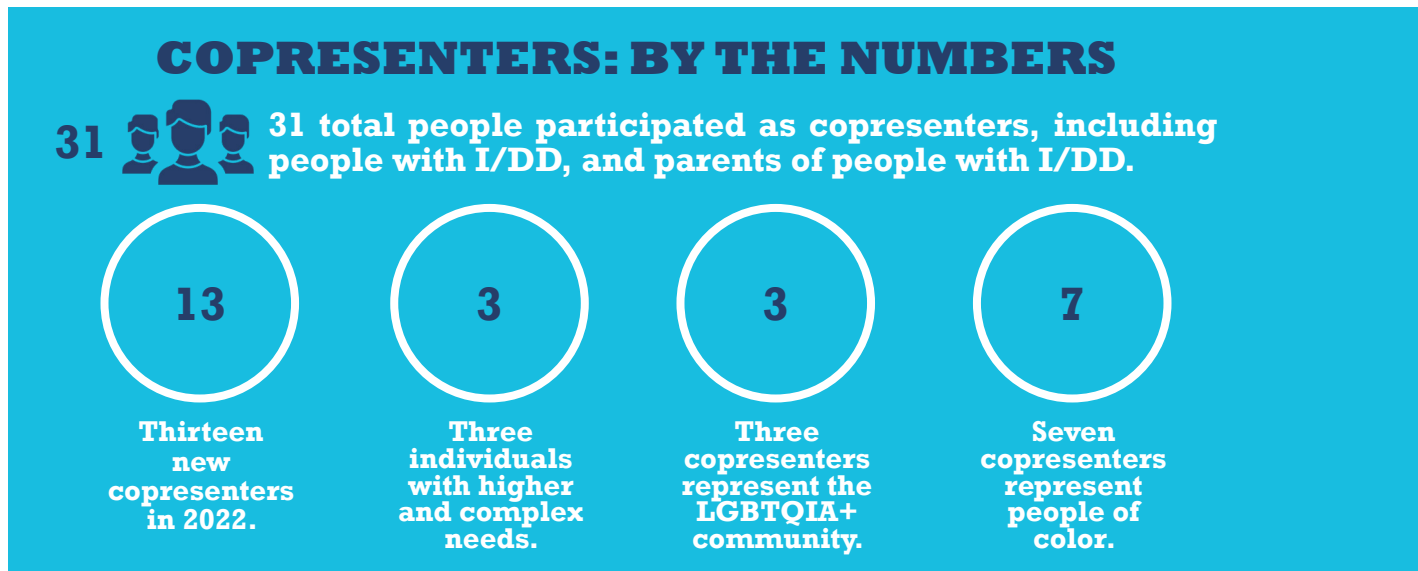 COPRESENTERS: BY THE NUMBERS
31
31 total people participated as copresenters, including
people with I/DD, and parents of people with I/DD.
13
Thirteen
new
copresenters
in 2022.
3
Three
individuals
with higher
and complex
needs.
3
Three
copresenters
represent the
LGBTQIA+
community.
7
Seven
copresenters
represent
people of
color.